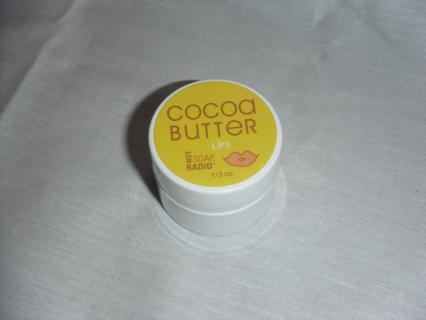 COCOA
BUTTER
LIPS
NOT
SOAP,
RADIO®
1/3 oz.